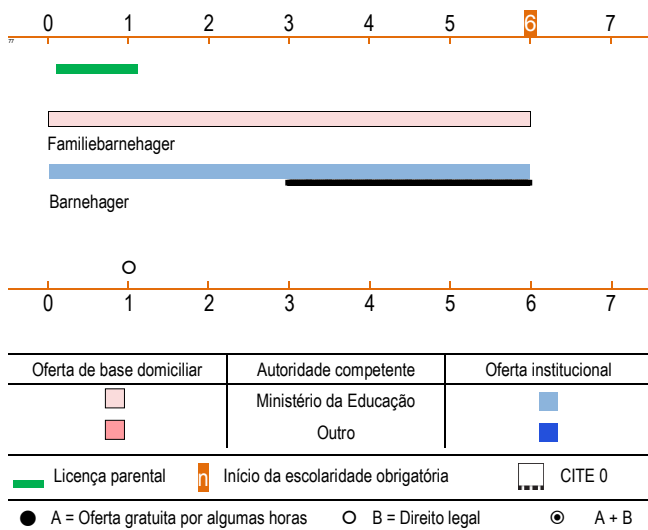 0 1 2 3 4 5 6 7
77
Familiebarnehager
Barnehager
0 1 2 3 4 5 6 7
Oferta de base domiciliar Autoridade competente Oferta institucional
Ministério da Educação
Outro
Licença parental n Início da escolaridade obrigatória CITE 0
A = Oferta gratuita por algumas horas B = Direito legal A + B